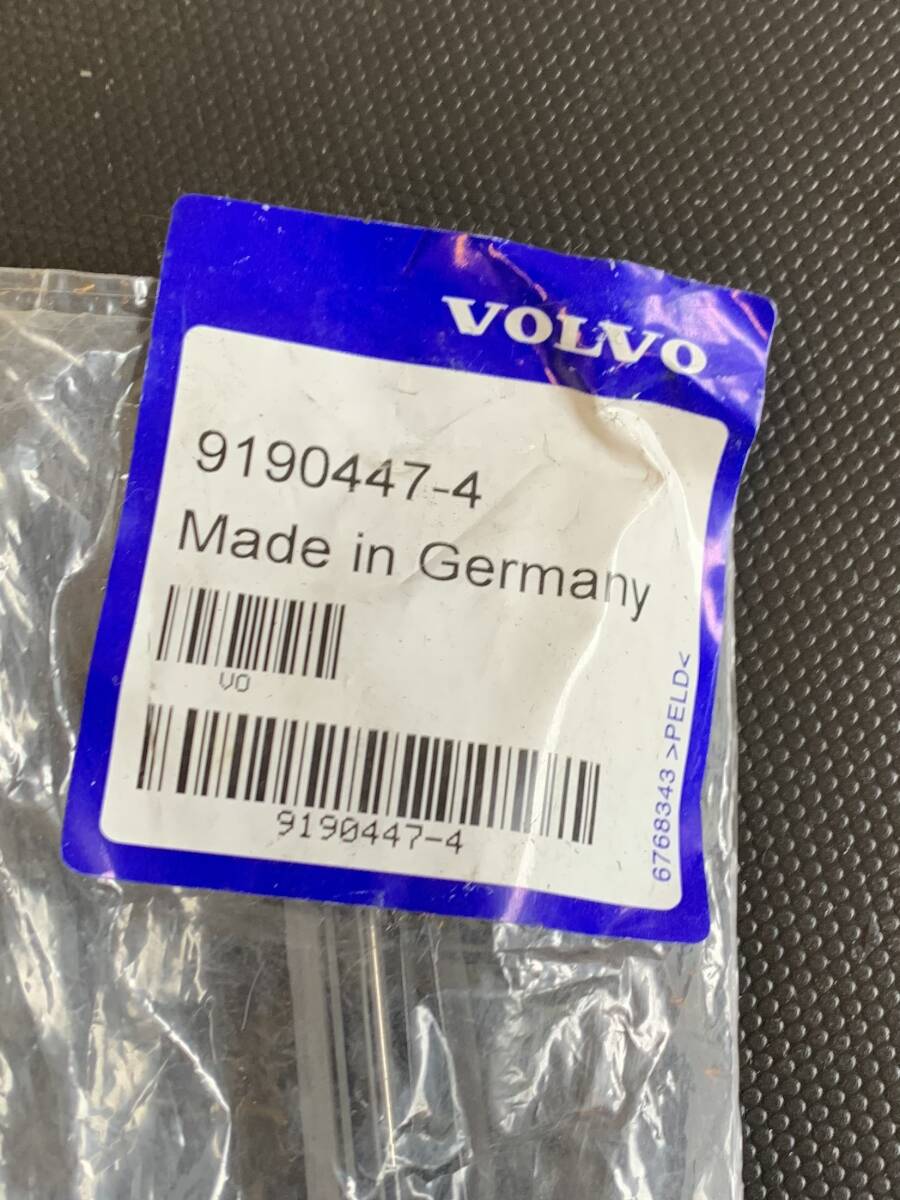 VOLVO
9190447-4
Made in Germany
VO
9190447-4
6768343 >PELD<